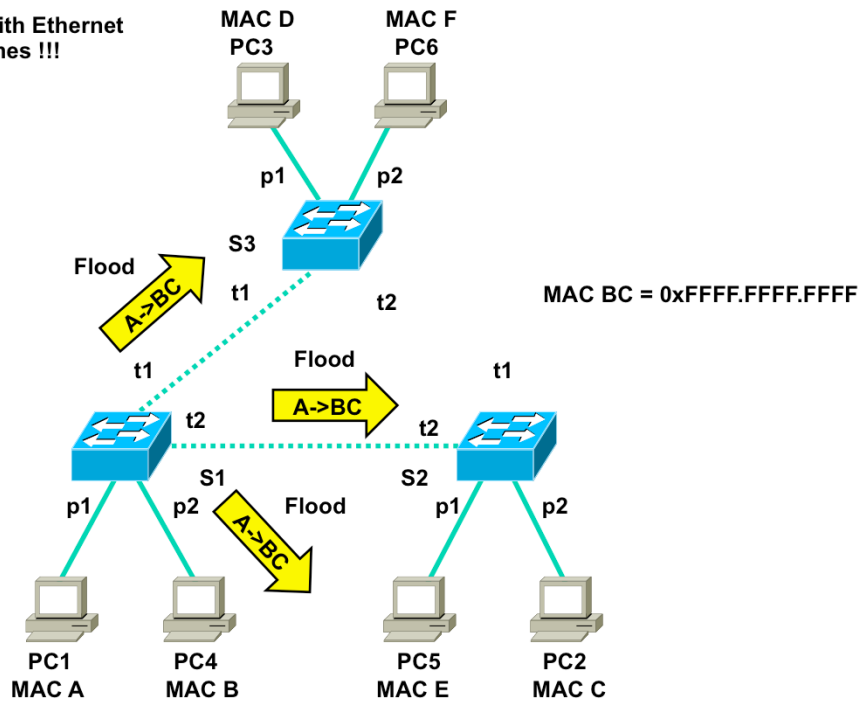 ith Ethernet
nes !!!
MAC D
PC3
MAC F
PC6
p1
p2
S3
Flood
A->BC
t1
t2
MAC BC = 0xFFFF.FFFF.FFFF
t1
Flood
A->BC
t1
t2
t2
S1
S2
p1
p2
Flood
A->BC
p1
p2
PC1
MAC A
PC4
MAC B
PC5
MAC E
PC2
MAC C